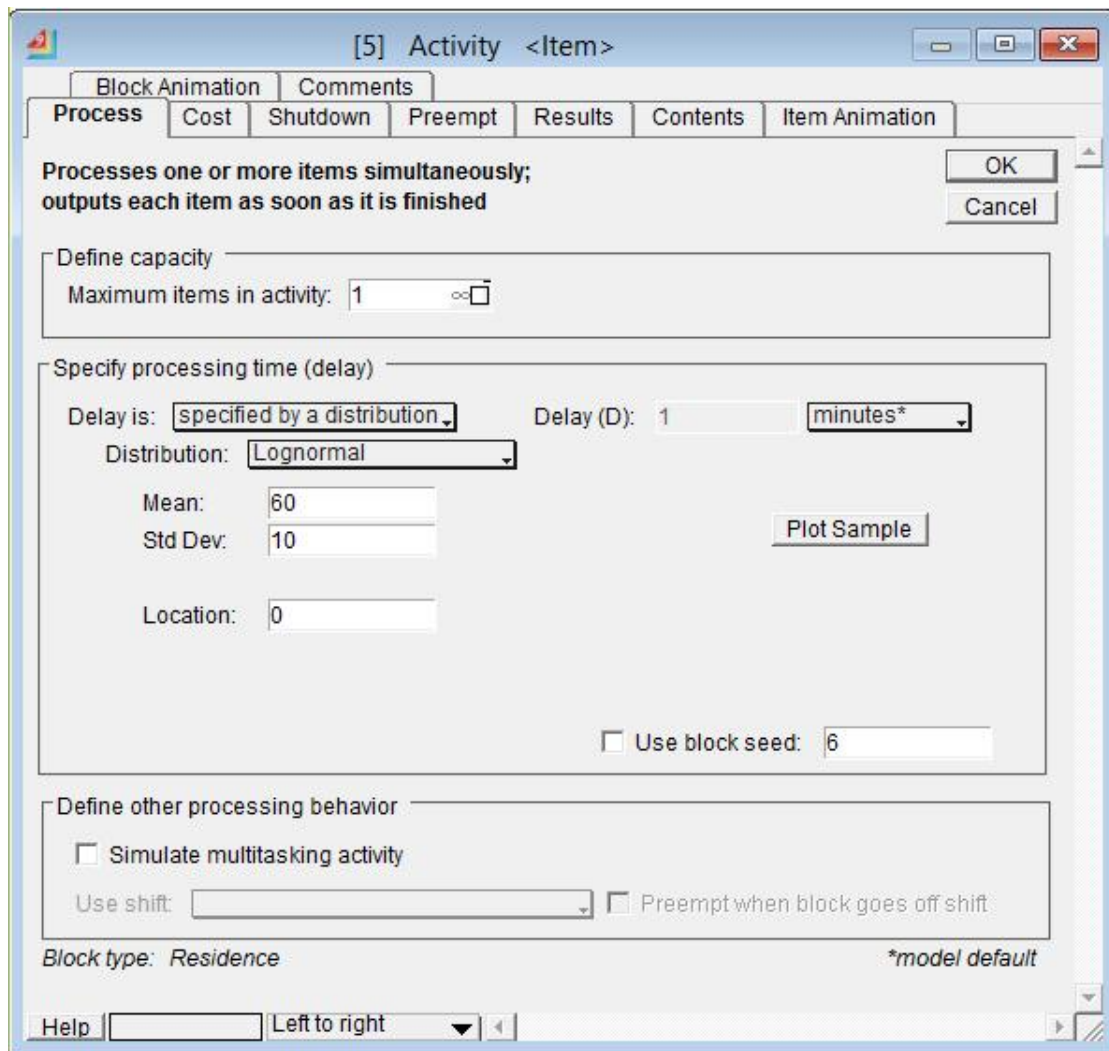 [5] Activity <Item>
Block Animation Comments
Process Cost Shutdown Preempt Results Contents Item Animation
Processes one or more items simultaneously;
outputs each item as soon as it is finished
OK
Cancel
Define capacity
Maximum items in activity: 1 ∞
Specify processing time (delay)
Delay is: specified by a distribution Delay (D): 1 minutes*
Distribution: Lognormal
Mean: 60
Std Dev: 10
Plot Sample
Location: 0
Use block seed: 6
Define other processing behavior
Simulate multitasking activity
Use shift: Preempt when block goes off shift
Block type: Residence *model default
Help Left to right